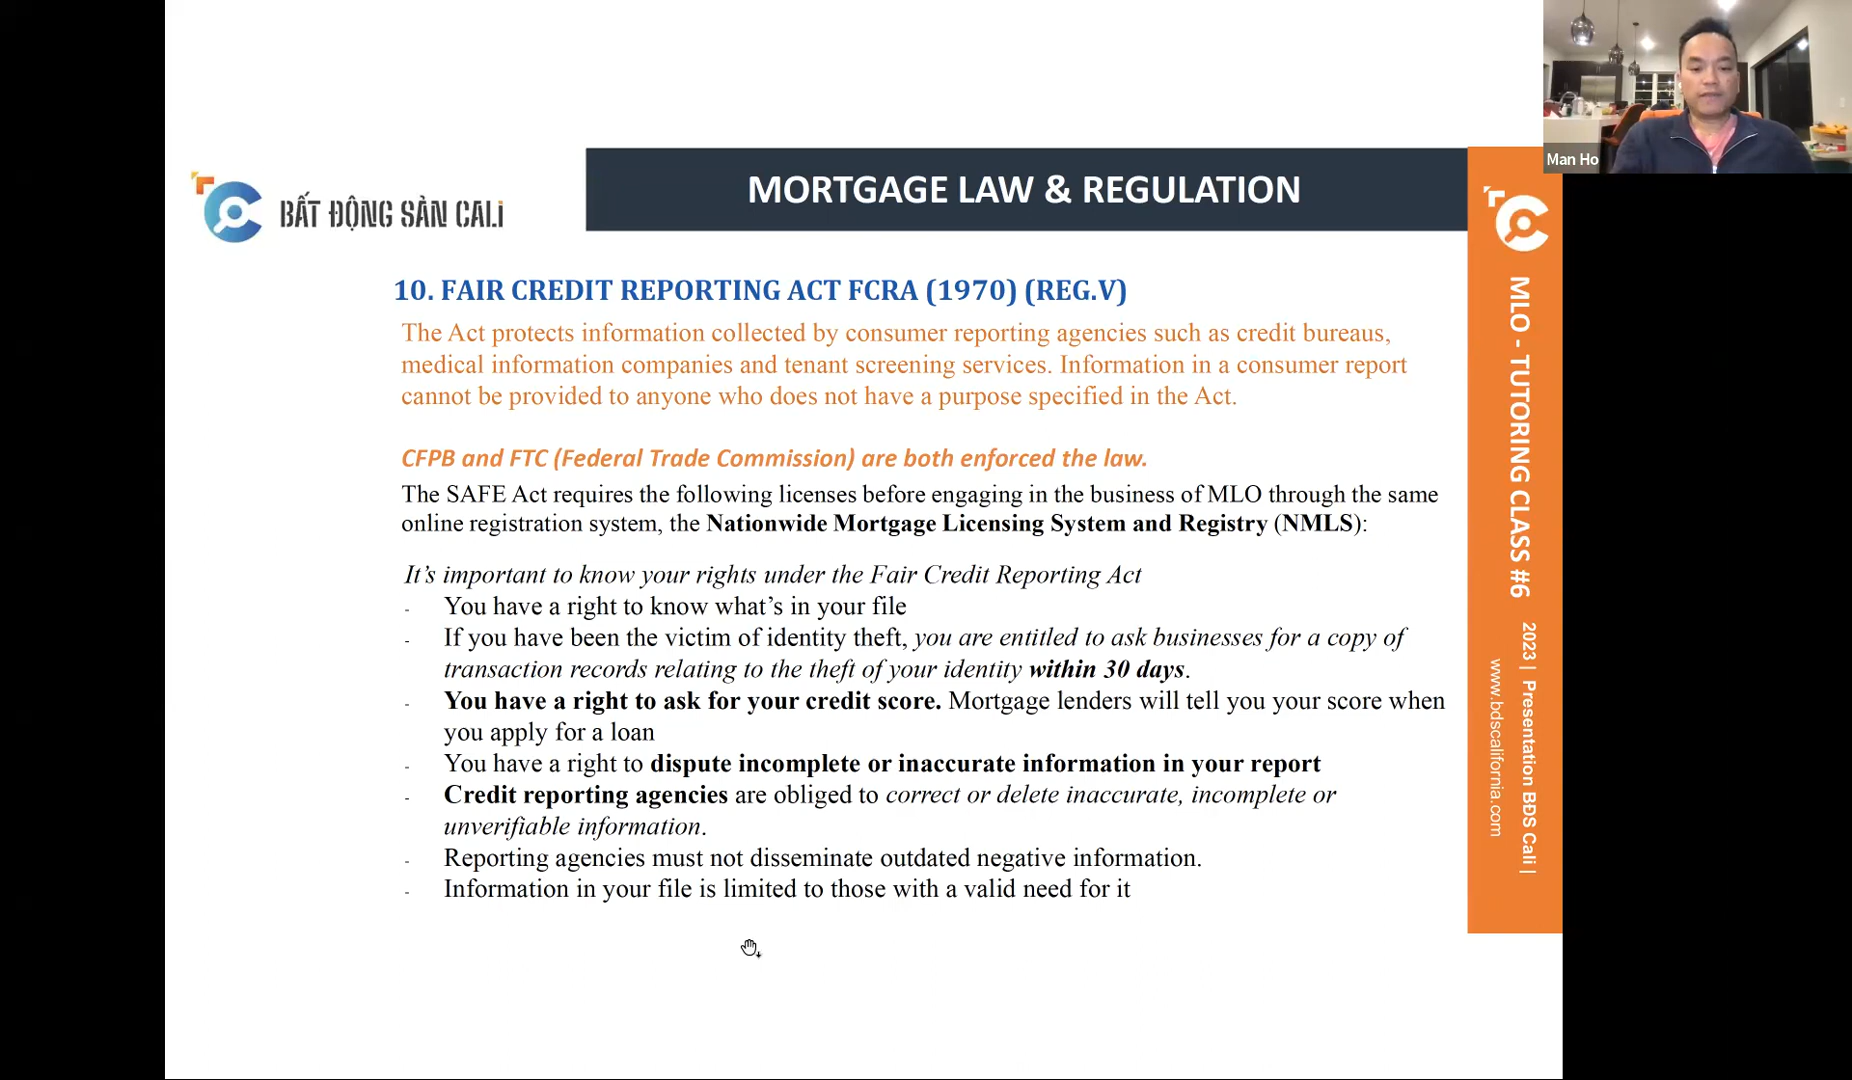 Man Ho
BẤT ĐỘNG SẢN CALi
MORTGAGE LAW & REGULATION
10. FAIR CREDIT REPORTING ACT FCRA (1970) (REG.V)
The Act protects information collected by consumer reporting agencies such as credit bureaus,
medical information companies and tenant screening services. Information in a consumer report
cannot be provided to anyone who does not have a purpose specified in the Act.
CFPB and FTC (Federal Trade Commission) are both enforced the law.
The SAFE Act requires the following licenses before engaging in the business of MLO through the same
online registration system, the Nationwide Mortgage Licensing System and Registry (NMLS):
It’s important to know your rights under the Fair Credit Reporting Act
- You have a right to know what’s in your file
- If you have been the victim of identity theft, you are entitled to ask businesses for a copy of
transaction records relating to the theft of your identity within 30 days.
- You have a right to ask for your credit score. Mortgage lenders will tell you your score when
you apply for a loan
- You have a right to dispute incomplete or inaccurate information in your report
- Credit reporting agencies are obliged to correct or delete inaccurate, incomplete or
unverifiable information.
- Reporting agencies must not disseminate outdated negative information.
- Information in your file is limited to those with a valid need for it
MLO - TUTORING CLASS #6
2023 | Presentation BĐS Cali |
www.bdscalifornia.com